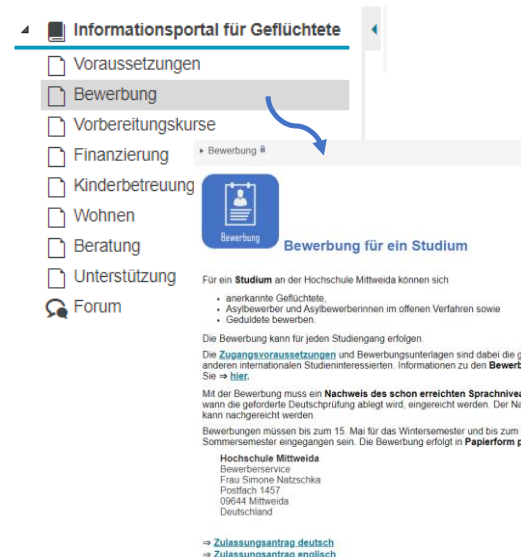 Informationsportal für Geflüchtete
Voraussetzungen
Bewerbung
Vorbereitungskurse
Finanzierung
Kinderbetreuung
Wohnen
Beratung
Unterstützung
Forum
Bewerbung
Bewerbung
Bewerbung für ein Studium
Für ein Studium an der Hochschule Mittweida können sich
• anerkannte Geflüchtete,
• Asylbewerber und Asylbewerberinnen im offenen Verfahren sowie
• Geduldete bewerben.
Die Bewerbung kann für jeden Studiengang erfolgen.
Die Zugangsvoraussetzungen und Bewerbungsunterlagen sind dabei die
anderen internationalen Studieninteressierten. Informationen zu den
Sie ⇒ hier.
Mit der Bewerbung muss ein Nachweis des schon erreichten
wann die geforderte Deutschprüfung ablegt wird, eingereicht werden. Der
kann nachgereicht werden.
Bewerbungen müssen bis zum 15. Mai für das Wintersemester und bis zum
Sommersemester eingegangen sein. Die Bewerbung erfolgt in Papierform
Hochschule Mittweida
Bewerberservice
Frau Simone Natzschka
Postfach 1457
09644 Mittweida
Deutschland
⇒ Zulassungsantrag deutsch
⇒ Zulassungsantrag englisch